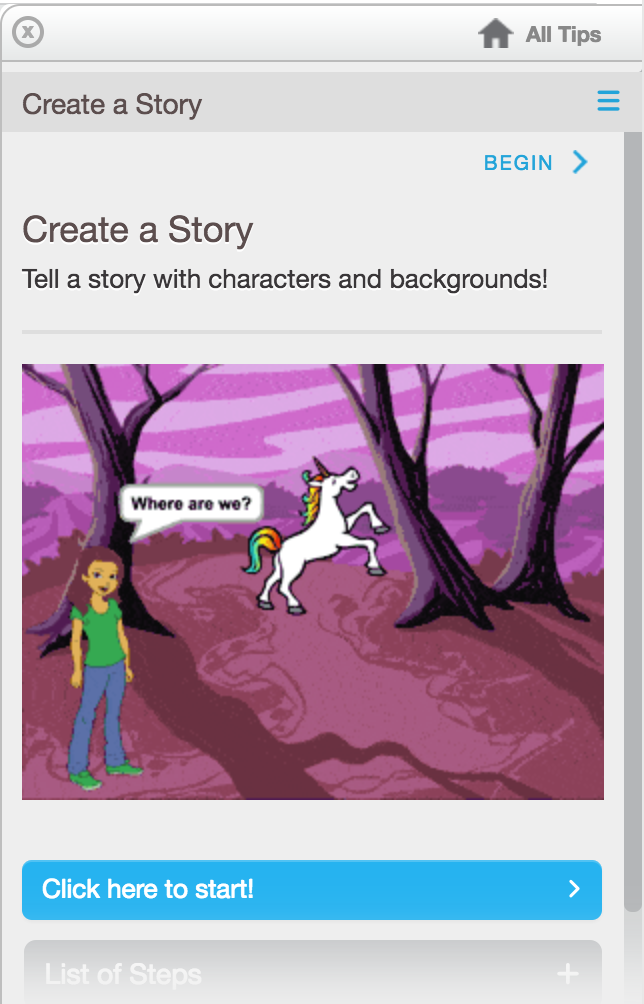 All Tips
Create a Story
BEGIN
Create a Story
Tell a story with characters and backgrounds!
Where are we?
Click here to start!
List of Steps